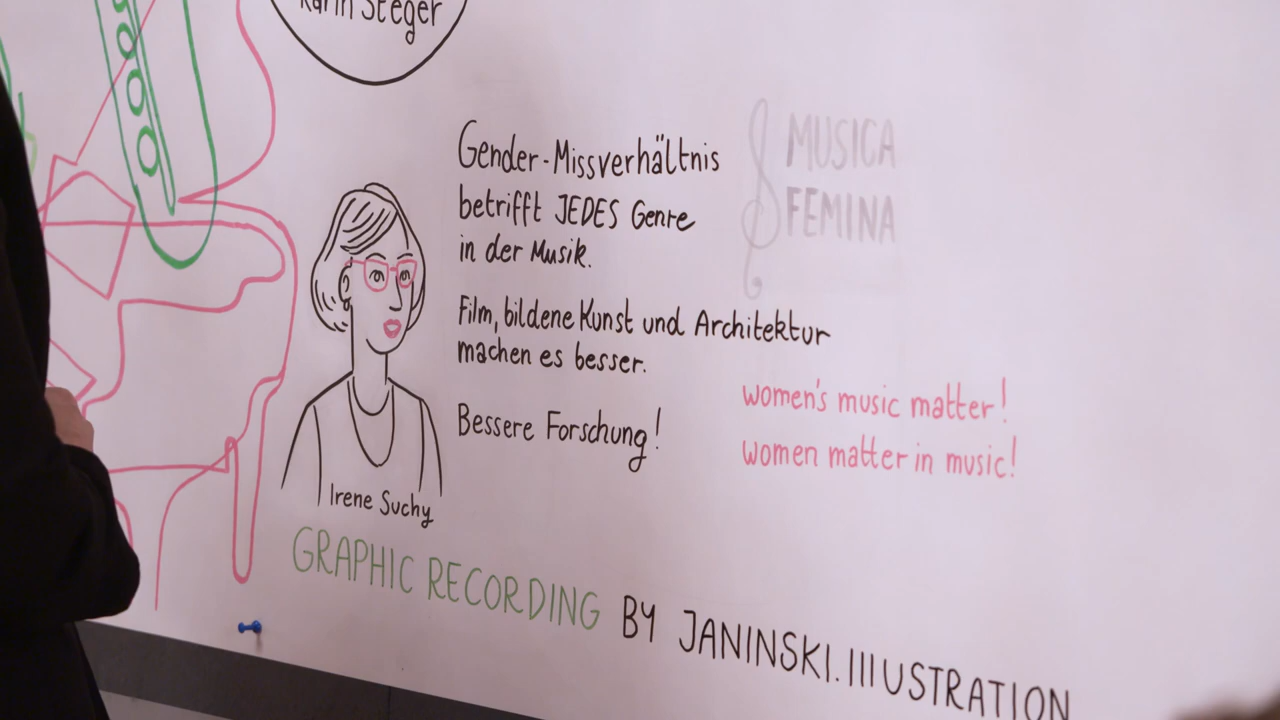 Karin Steger
Gender-Missverhältnis
betrifft JEDES Genre
in der Musik.
Film, bildene Kunst und Architektur
machen es besser.
Bessere Forschung!
MUSICA
FEMINA
women's music matter!
women matter in music!
Irene Suchy
GRAPHIC RECORDING BY JANINSKI.IllUSTRATION